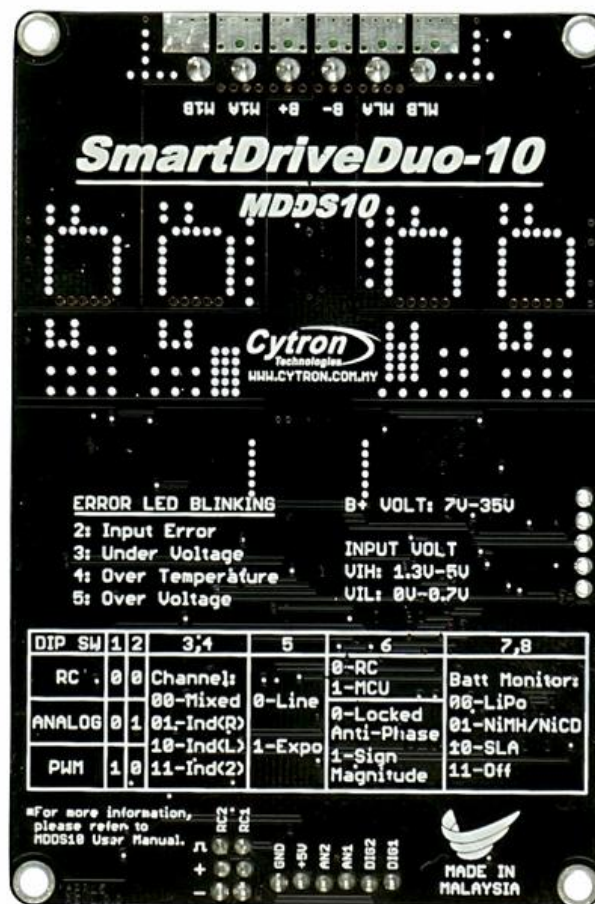 M1B M1A B+ B- MLA MLB
SmartDriveDuo-10
MDDS10
Cytron
Technologies
WWW.CYTRON.COM.MY
ERROR LED BLINKING
2: Input Error
3: Under Voltage
4: Over Temperature
5: Over Voltage
B+ VOLT: 7V-35V
INPUT VOLT
VIH: 1.3V-5V
VIL: 0V-0.7V
DIP SW 1 2 3,4 5 6 7,8
RC 0 0
ANALOG 0 1
PWM 1 0
Channel:
00-Mixed
01-Ind(R)
10-Ind(L)
11-Ind(2)
0-Line
1-Expo
0-RC
1-MCU
0-Locked
Anti-Phase
1-Sign
Magnitude
Batt Monitor:
00-LiPo
01-NiMH/NiCD
10-SLA
11-Off
*For more information,
please refer to
MDDS10 User Manual.
RC2 RC1
+
-
GND +5V AN2 AN1 DIG2 DIG1
MADE IN
MALAYSIA